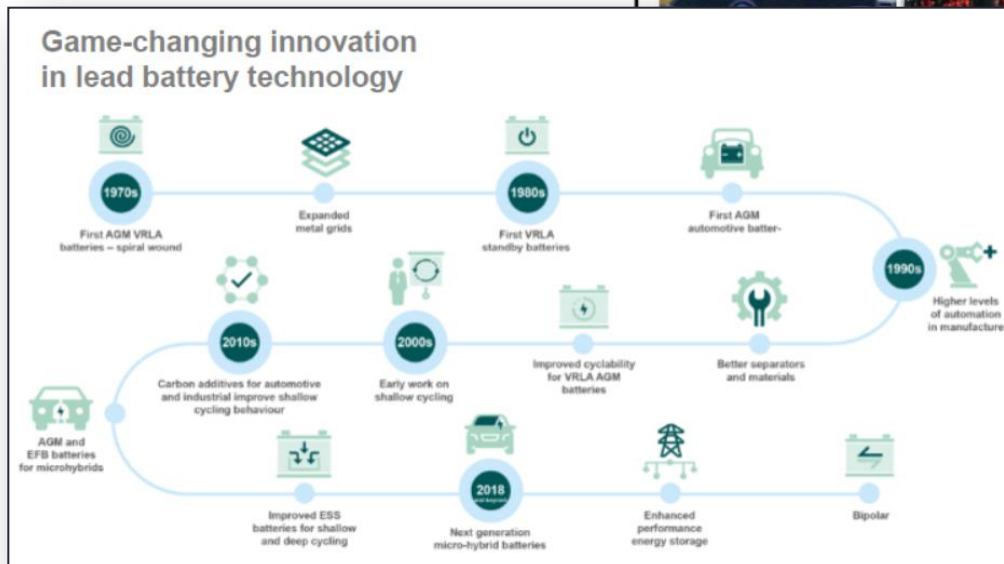 Game-changing innovation
in lead battery technology
1970s
First AGM VRLA
batteries – spiral wound
Expanded
metal grids
1980s
First VRLA
standby batteries
First AGM
automotive batter-
1990s
Higher levels
of automation
in manufacture
Better separators
and materials
Improved cyclability
for VRLA AGM
batteries
2000s
Early work on
shallow cycling
2010s
Carbon additives for automotive
and industrial improve shallow
cycling behaviour
AGM and
EFB batteries
for microhybrids
Improved ESS
batteries for shallow
and deep cycling
2018
and beyond
Next generation
micro-hybrid batteries
Enhanced
performance
energy storage
Bipolar